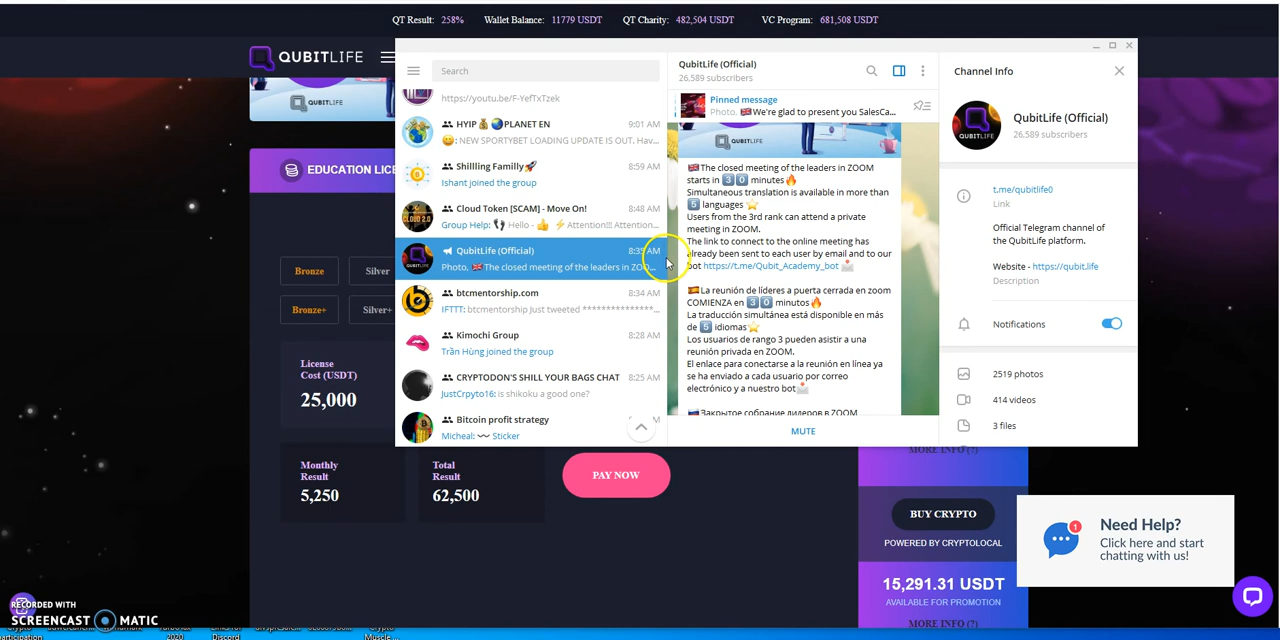 QT Result: 258% Wallet Balance: 11779 USDT QT Charity: 482,504 USDT VC Program: 681,508 USDT
QUBITLIFE
QUBITLIFE
EDUCATION LICE
Bronze
Silver
Bronze+
Silver+
License
Cost (USDT)
25,000
Monthly
Result
5,250
Total
Result
62,500
PAY NOW
Search
https://youtu.be/F-YefTxTzek
HYIP 💰 🌏PLANET EN 9:01 AM
😀: NEW SPORTYBET LOADING UPDATE IS OUT. Hav...
Shillling Familly🚀 8:59 AM
Ishant joined the group
Cloud Token [SCAM] - Move On! 8:48 AM
Group Help: 👣 Hello - 👍 ⚡Attention!!! Attention...
QubitLife (Official) 8:35 AM
Photo, 🇬🇧The closed meeting of the leaders in ZOO...
btcmentorship.com 8:34 AM
IFTTT: btcmentorship Just tweeted ***************...
Kimochi Group 8:28 AM
Trần Hùng joined the group
CRYPTODON'S SHILL YOUR BAGS CHAT 8:25 AM
JustCrpyto16: is shikoku a good one?
Bitcoin profit strategy
Micheal: 〰 Sticker
QubitLife (Official)
26,589 subscribers
Pinned message
Photo, 🇬🇧We're glad to present you SalesCa...
QUBITLIFE
🇬🇧The closed meeting of the leaders in ZOOM
starts in 3️⃣0️⃣ minutes🔥
Simultaneous translation is available in more than
5️⃣ languages ⭐
Users from the 3rd rank can attend a private
meeting in ZOOM.
The link to connect to the online meeting has
already been sent to each user by email and to our
bot https://t.me/Qubit_Academy_bot 📩
🇪🇸La reunión de líderes a puerta cerrada en zoom
COMIENZA en 3️⃣0️⃣ minutos🔥
La traducción simultánea está disponible en más
de 5️⃣ idiomas⭐
Los usuarios de rango 3 pueden asistir a una
reunión privada en ZOOM.
El enlace para conectarse a la reunión en línea ya
se ha enviado a cada usuario por correo
electrónico y a nuestro bot📩
🇷🇺Закрытое собрание лидеров в ZOOM
MUTE
Channel Info
QUBITLIFE
QubitLife (Official)
26,589 subscribers
t.me/qubitlife0
Link
Official Telegram channel of
the QubitLife platform.
Website - https://qubit.life
Description
Notifications
2519 photos
414 videos
3 files
MORE INFO (?)
BUY CRYPTO
POWERED BY CRYPTOLOCAL
15,291.31 USDT
AVAILABLE FOR PROMOTION
MORE INFO (?)
1
Need Help?
Click here and start
chatting with us!
RECORDED WITH
SCREENCAST MATIC
participation
2020
Discord
Crypto
Muscle...